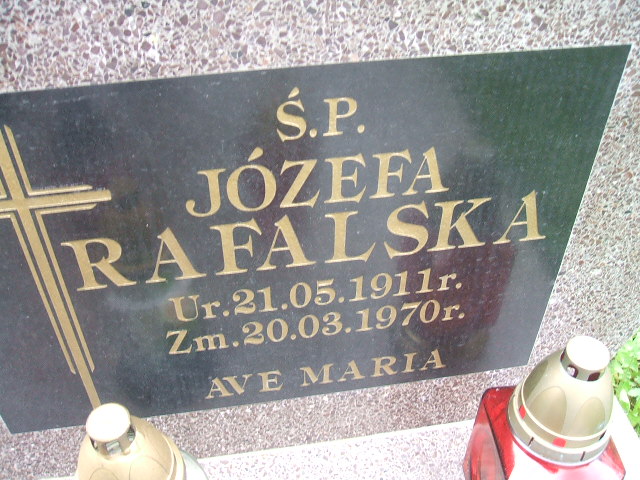 Ś.P.
JÓZEFA
RAFALSKA
Ur.21.05.1911r.
Zm.20.03.1970r.
AVE MARIA